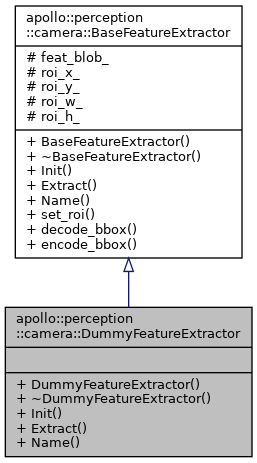 apollo::perception
::camera::BaseFeatureExtractor
# feat_blob_
# roi_x_
# roi_y_
# roi_w_
# roi_h_
+ BaseFeatureExtractor()
+ ~BaseFeatureExtractor()
+ Init()
+ Extract()
+ Name()
+ set_roi()
+ decode_bbox()
+ encode_bbox()
apollo::perception
::camera::DummyFeatureExtractor
+ DummyFeatureExtractor()
+ ~DummyFeatureExtractor()
+ Init()
+ Extract()
+ Name()